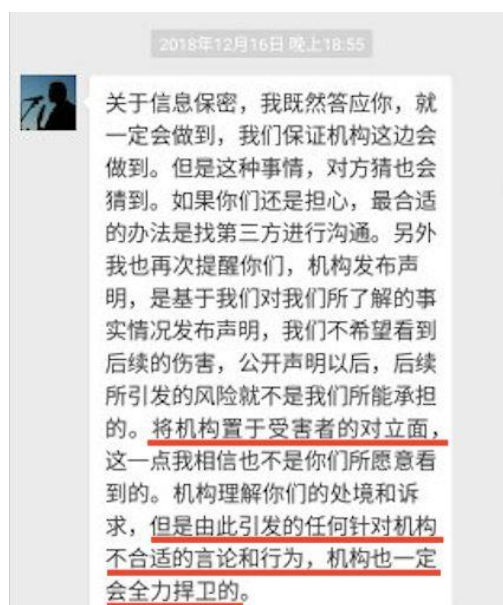 2018年12月16日 晚上18:55
关于信息保密，我既然答应你，就
一定会做到，我们保证机构这边会
做到。但是这种事情，对方猜也会
猜到。如果你们还是担心，最合适
的办法是找第三方进行沟通。另外
我也再次提醒你们，机构发布声
明，是基于我们对我们所了解的事
实情况发布声明，我们不希望看到
后续的伤害，公开声明以后，后续
所引发的风险就不是我们所能承担
的。将机构置于受害者的对立面，
这一点我相信也不是你们所愿意看
到的。机构理解你们的处境和诉
求，但是由此引发的任何针对机构
不合适的言论和行为，机构也一定
会全力捍卫的。